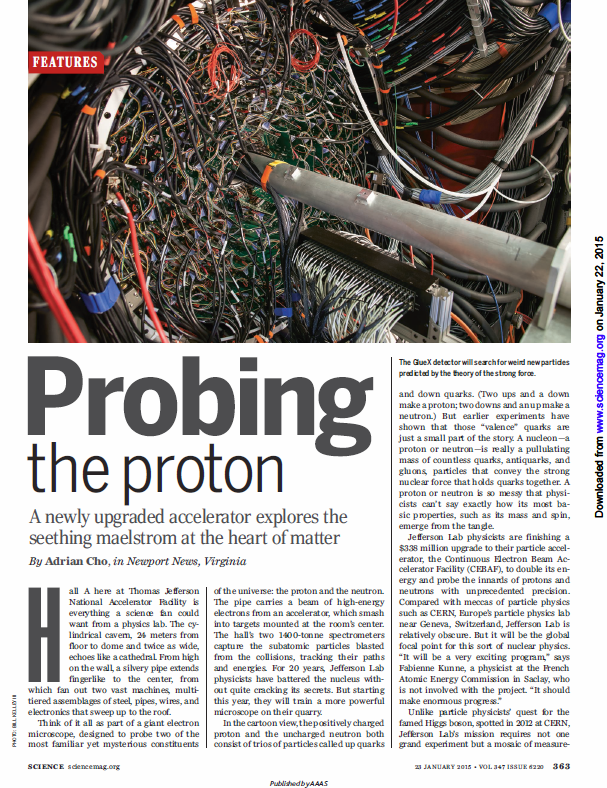 FEATURES
The GlueX detector will search for weird new particles
predicted by the theory of the strong force.
Probing
the proton
A newly upgraded accelerator explores the
seething maelstrom at the heart of matter
By Adrian Cho, in Newport News, Virginia
Hall A here at Thomas Jefferson
National Accelerator Facility is
everything a science fan could
want from a physics lab. The cy-
lindrical cavern, 24 meters from
floor to dome and twice as wide,
echoes like a cathedral. From high
on the wall, a silvery pipe extends
fingerlike to the center, from
which fan out two vast machines, multi-
tiered assemblages of steel, pipes, wires, and
electronics that sweep up to the roof.
Think of it all as part of a giant electron
microscope, designed to probe two of the
most familiar yet mysterious constituents
of the universe: the proton and the neutron.
The pipe carries a beam of high-energy
electrons from an accelerator, which smash
into targets mounted at the room's center.
The hall's two 1400-tonne spectrometers
capture the subatomic particles blasted
from the collisions, tracking their paths
and energies. For 20 years, Jefferson Lab
physicists have battered the nucleus with-
out quite cracking its secrets. But starting
this year, they will train a more powerful
microscope on their quarry.
In the cartoon view, the positively charged
proton and the uncharged neutron both
consist of trios of particles called up quarks
and down quarks. (Two ups and a down
make a proton; two downs and an up make a
neutron.) But earlier experiments have
shown that those “valence” quarks are
just a small part of the story. A nucleon—a
proton or neutron—is really a pullulating
mass of countless quarks, antiquarks, and
gluons, particles that convey the strong
nuclear force that holds quarks together. A
proton or neutron is so messy that physi-
cists can't say exactly how its most ba-
sic properties, such as its mass and spin,
emerge from the tangle.
Jefferson Lab physicists are finishing a
$338 million upgrade to their particle accel-
erator, the Continuous Electron Beam Ac-
celerator Facility (CEBAF), to double its en-
ergy and probe the innards of protons and
neutrons with unprecedented precision.
Compared with meccas of particle physics
such as CERN, Europe's particle physics lab
near Geneva, Switzerland, Jefferson Lab is
relatively obscure. But it will be the global
focal point for this sort of nuclear physics.
“It will be a very exciting program,” says
Fabienne Kunne, a physicist at the French
Atomic Energy Commission in Saclay, who
is not involved with the project. “It should
make enormous progress.”
Unlike particle physicists' quest for the
famed Higgs boson, spotted in 2012 at CERN,
Jefferson Lab's mission requires not one
grand experiment but a mosaic of measure-
SCIENCE sciencemag.org
23 JANUARY 2015 • VOL 347 ISSUE 6220 363
Published by AAAS
Downloaded from www.sciencemag.org on January 22, 2015